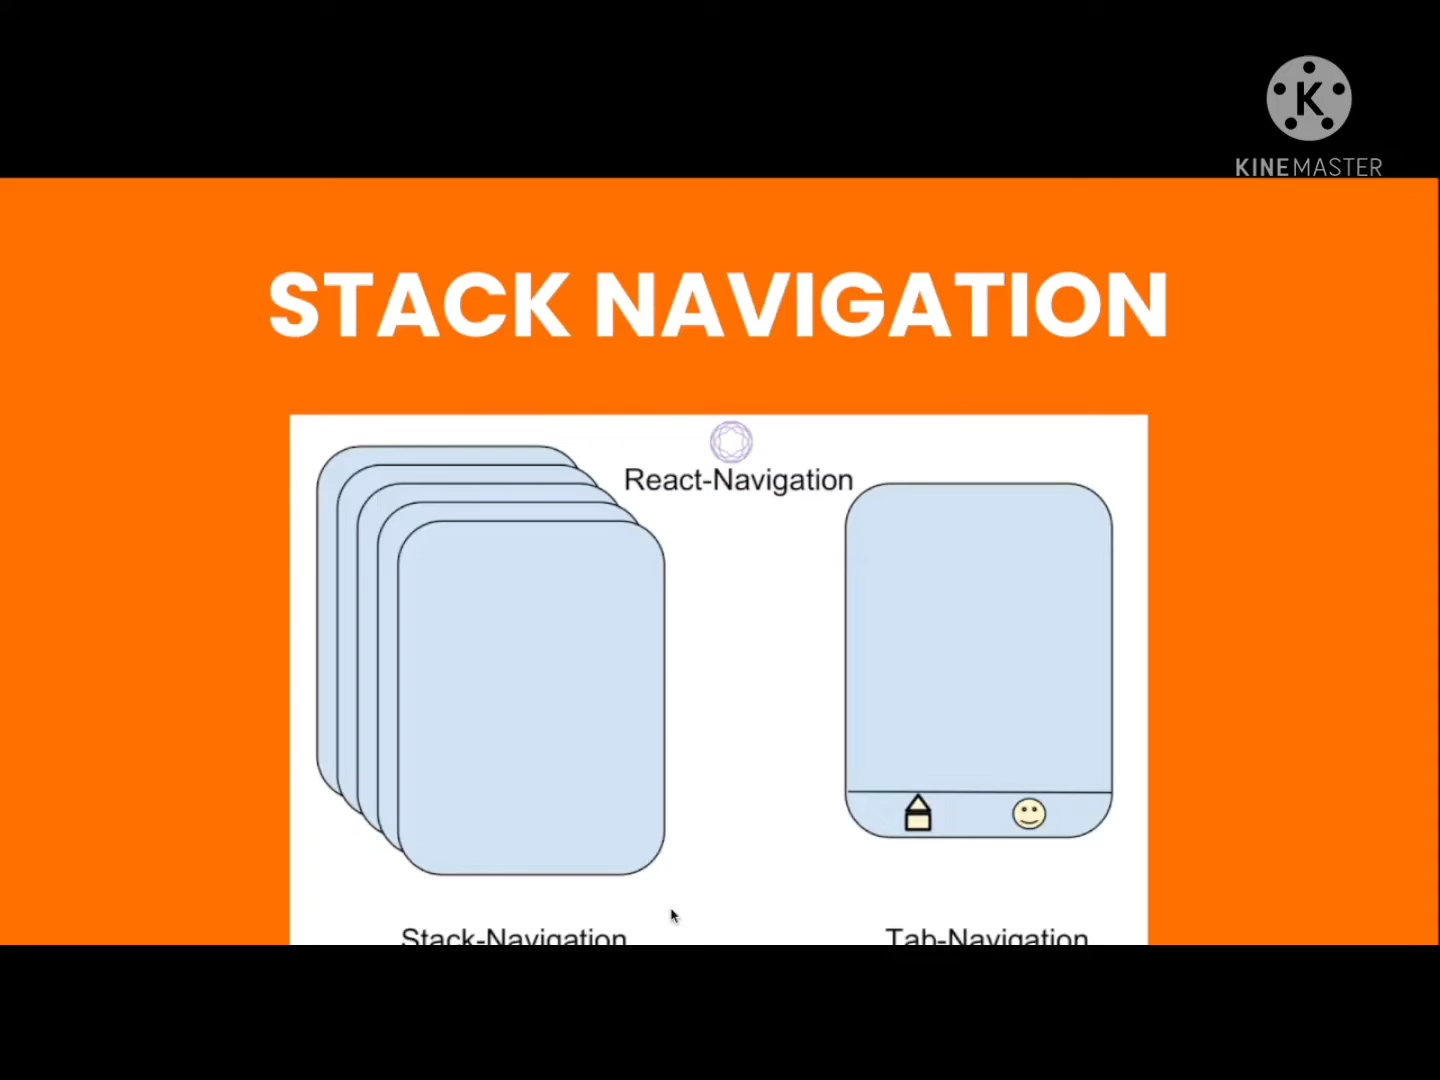 K
KINEMASTER
STACK NAVIGATION
React-Navigation
Stack-Navigation
Tab-Navigation